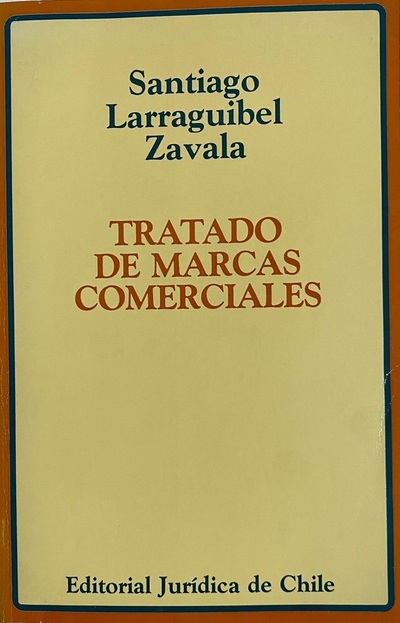 Santiago
Larraguibel
Zavala
TRATADO
DE MARCAS
COMERCIALES
Editorial Jurídica de Chile